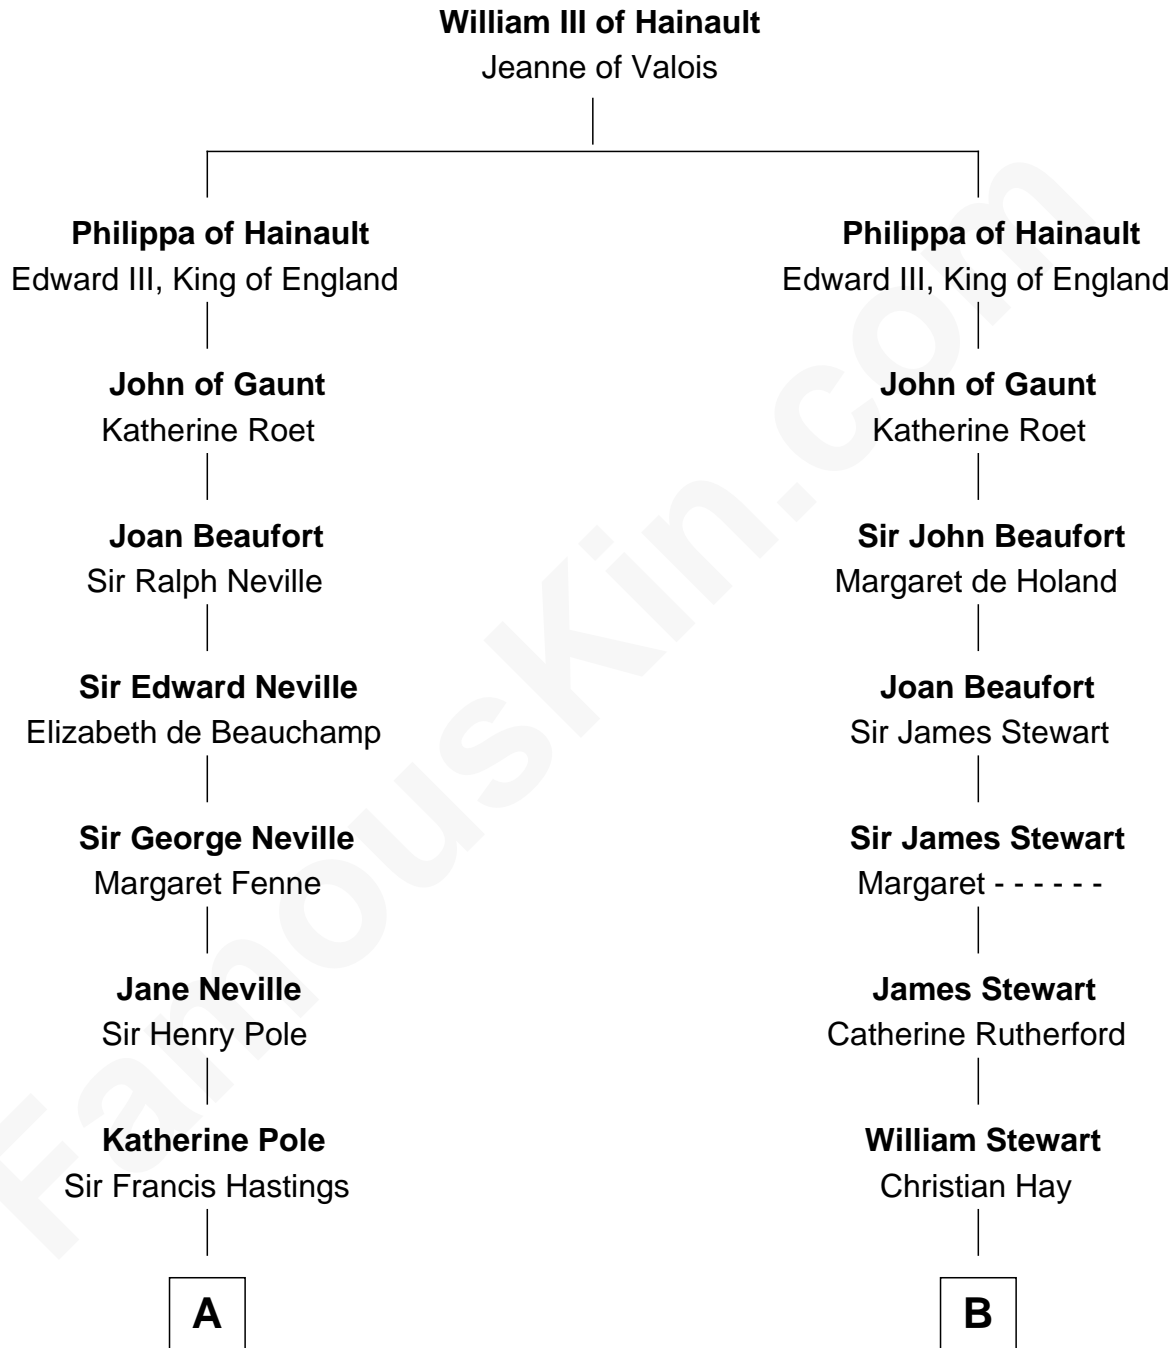 William III of Hainault
Jeanne of Valois
Philippa of Hainault
Edward III, King of England
John of Gaunt
Katherine Roet
Joan Beaufort
Sir Ralph Neville
Sir Edward Neville
Elizabeth de Beauchamp
Sir George Neville
Margaret Fenne
Jane Neville
Sir Henry Pole
Katherine Pole
Sir Francis Hastings
A
Philippa of Hainault
Edward III, King of England
John of Gaunt
Katherine Roet
Sir John Beaufort
Margaret de Holand
Joan Beaufort
Sir James Stewart
Sir James Stewart
Margaret - - - - - -
James Stewart
Catherine Rutherford
William Stewart
Christian Hay
B
FamousKin.com